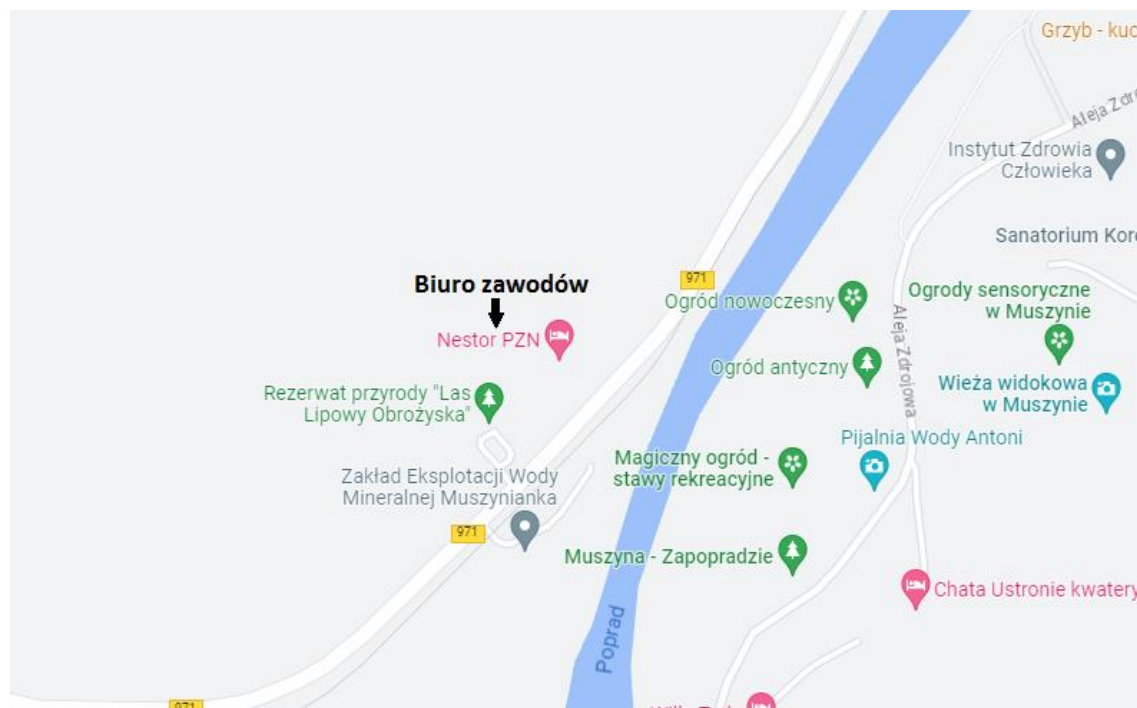 Grzyb - kuc
Aleja Zdro
Instytut Zdrowia
Człowieka
Sanatorium Kor
Biuro zawodów
971
Ogród nowoczesny
Ogrody sensoryczne
w Muszynie
Nestor PZN
Aleja Zdrojowa
Ogród antyczny
Rezerwat przyrody "Las
Lipowy Obrożyska"
Wieża widokowa
w Muszynie
Pijalnia Wody Antoni
Magiczny ogród -
stawy rekreacyjne
Zakład Eksplotacji Wody
Mineralnej Muszynianka
971
Muszyna - Zapopradzie
Chata Ustronie kwatery
Poprad
971